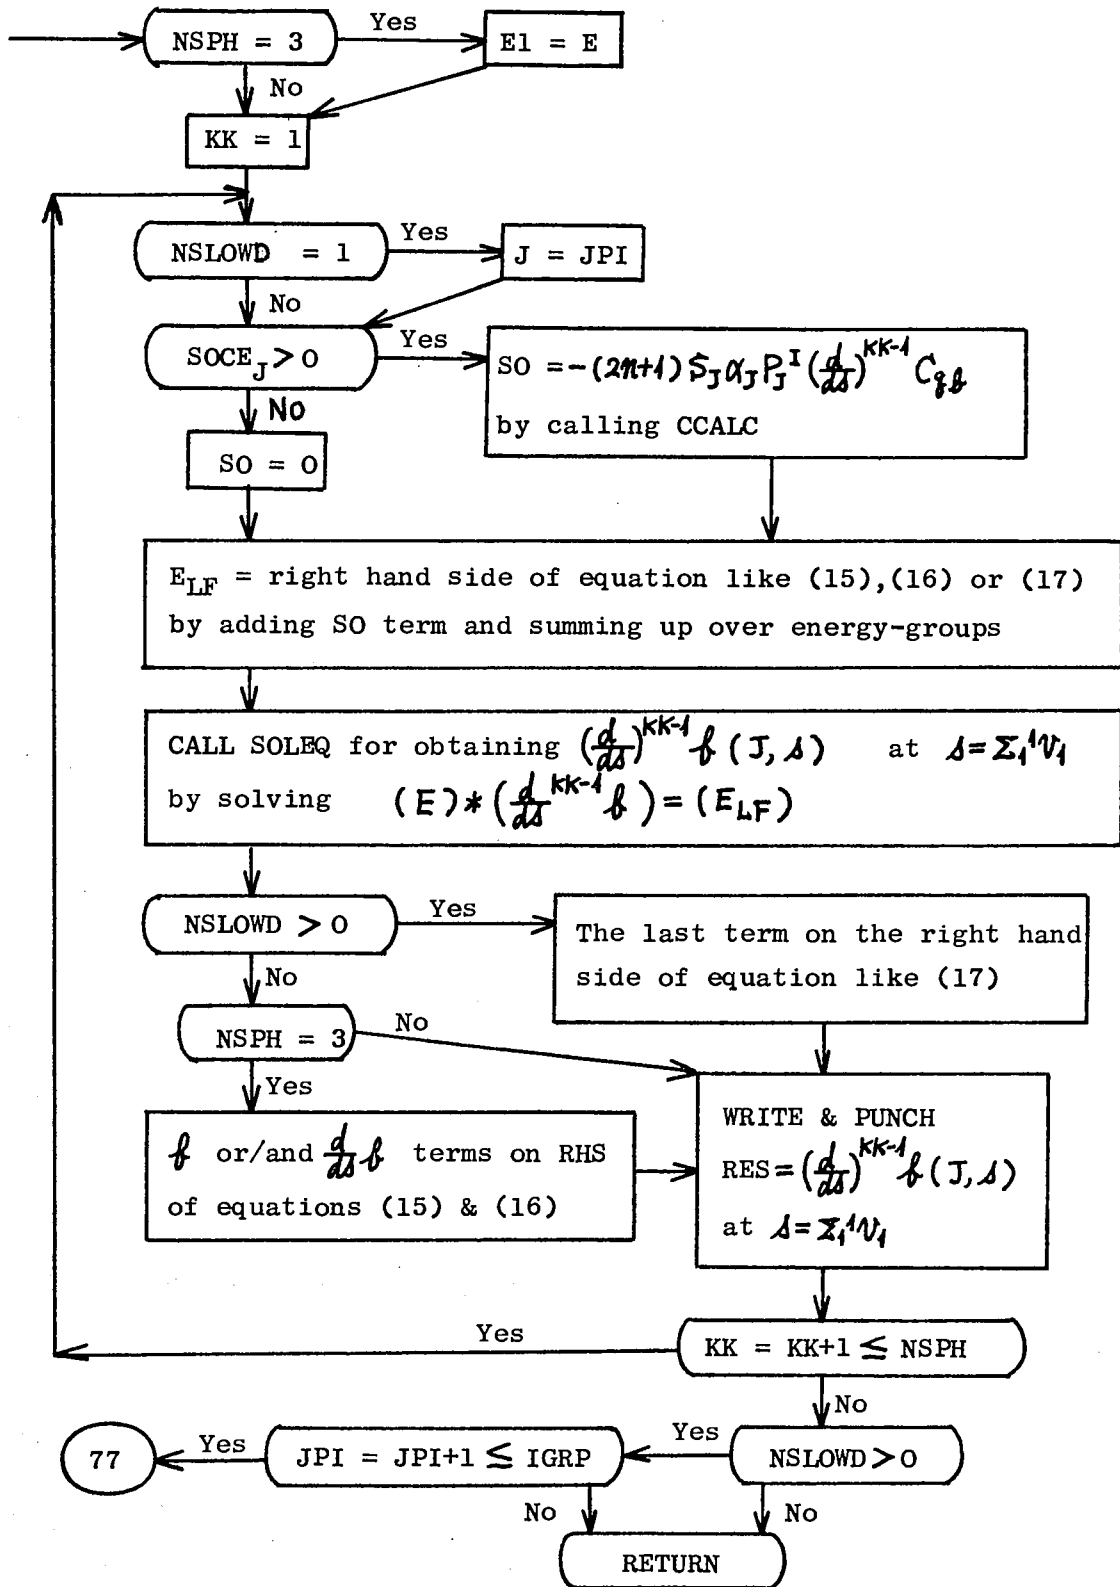 NSPH = 3
Yes
E1 = E
No
KK = 1
NSLOWD = 1
Yes
J = JPI
No
SOCE_J > 0
Yes
SO = -(2n+1) S_J α_J P_J^I (d/ds)^{KK-1} C_{gf}
by calling CCALC
No
SO = 0
E_LF = right hand side of equation like (15),(16) or (17)
by adding SO term and summing up over energy-groups
CALL SOLEQ for obtaining (d/ds)^{KK-1} f (J, s) at s = Σ_1^1 v_1
by solving (E)*(d/ds^{KK-1} f) = (E_LF)
NSLOWD > 0
Yes
The last term on the right hand
side of equation like (17)
No
NSPH = 3
No
Yes
f or/and d/ds f terms on RHS
of equations (15) & (16)
WRITE & PUNCH
RES = (d/ds)^{KK-1} f (J, s)
at s = Σ_1^1 v_1
Yes
KK = KK+1 ≤ NSPH
No
77
Yes
JPI = JPI+1 ≤ IGRP
Yes
NSLOWD > 0
No
No
RETURN